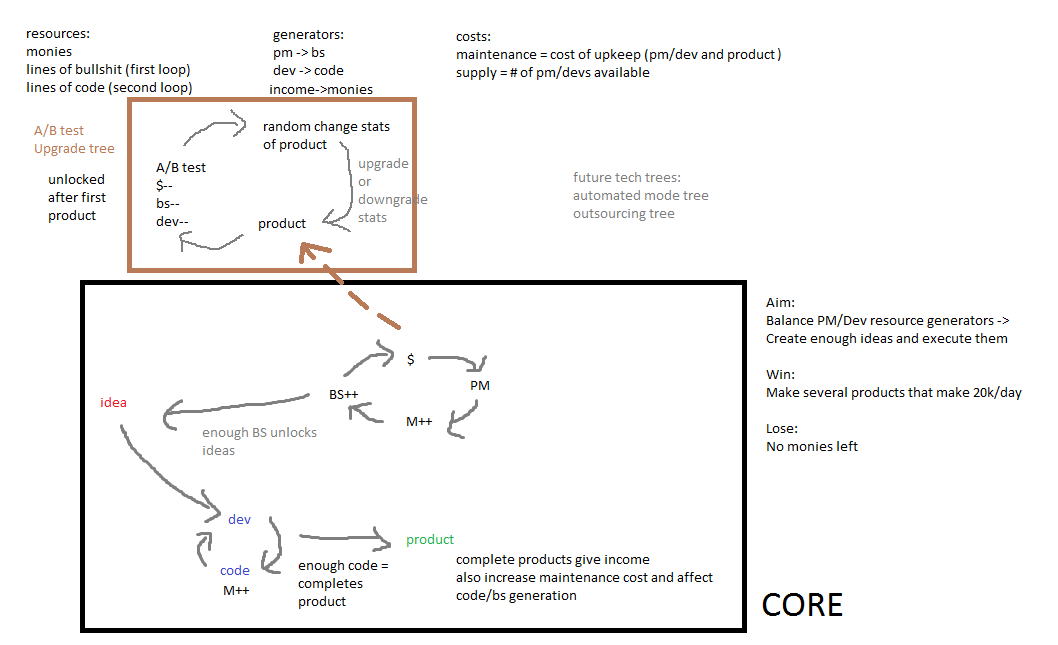 resources:
monies
lines of bullshit (first loop)
lines of code (second loop)
generators:
pm -> bs
dev -> code
income->monies
costs:
maintenance = cost of upkeep (pm/dev and product)
supply = # of pm/devs available
A/B test
Upgrade tree
unlocked
after first
product
random change stats
of product
A/B test
$--
bs--
dev--
upgrade
or
downgrade
stats
product
future tech trees:
automated mode tree
outsourcing tree
Aim:
Balance PM/Dev resource generators ->
Create enough ideas and execute them
Win:
Make several products that make 20k/day
Lose:
No monies left
$
PM
BS++
M++
idea
enough BS unlocks
ideas
dev
code
M++
enough code =
completes
product
product
complete products give income
also increase maintenance cost and affect
code/bs generation
CORE